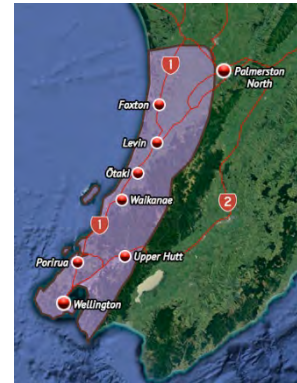 1
Palmerston
North
Foxton
Levin
Ōtaki
Waikanae
1
2
Porirua
Upper Hutt
Wellington